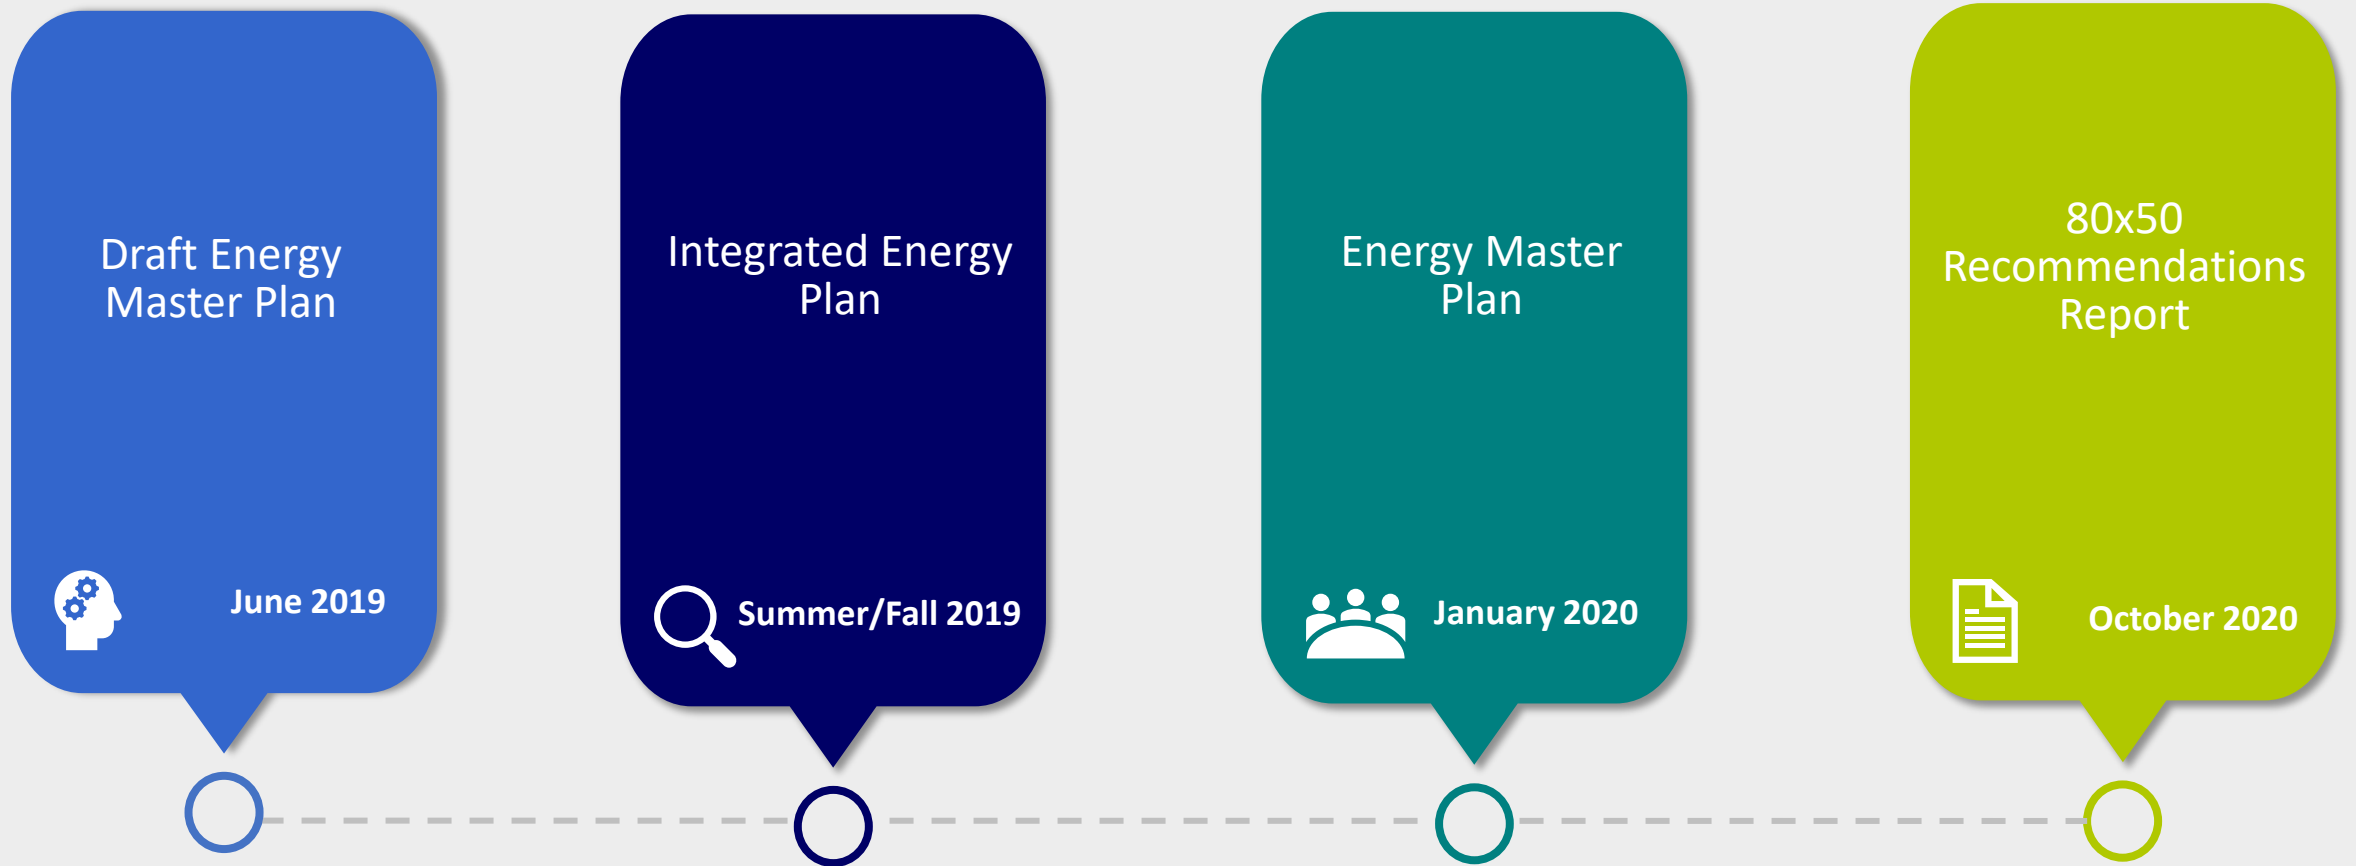 Draft Energy
Master Plan
June 2019
Integrated Energy
Plan
Summer/Fall 2019
Energy Master
Plan
January 2020
80x50
Recommendations
Report
October 2020